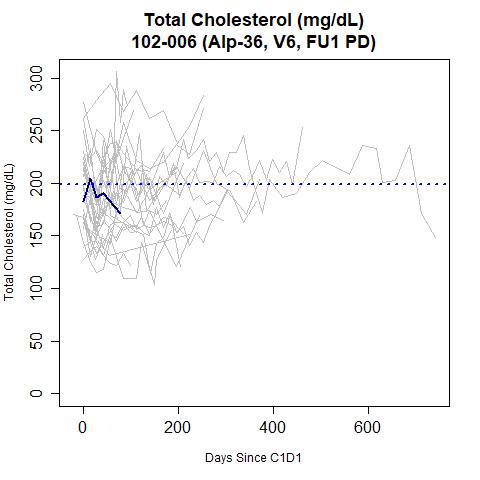 Total Cholesterol (mg/dL)
102-006 (Alp-36, V6, FU1 PD)
Total Cholesterol (mg/dL)
300
250
200
150
100
50
0
0 200 400 600
Days Since C1D1